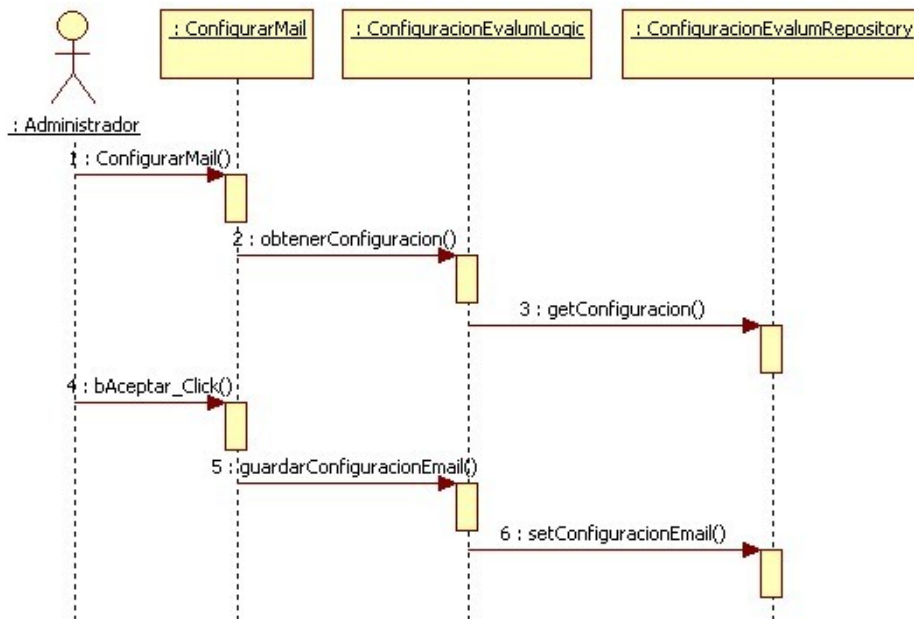 : ConfigurarMail
: ConfiguracionEvalumLogic
: ConfiguracionEvalumRepository
: Administrador
1 : ConfigurarMail()
2 : obtenerConfiguracion()
3 : getConfiguracion()
4 : bAceptar_Click()
5 : guardarConfiguracionEmail()
6 : setConfiguracionEmail()